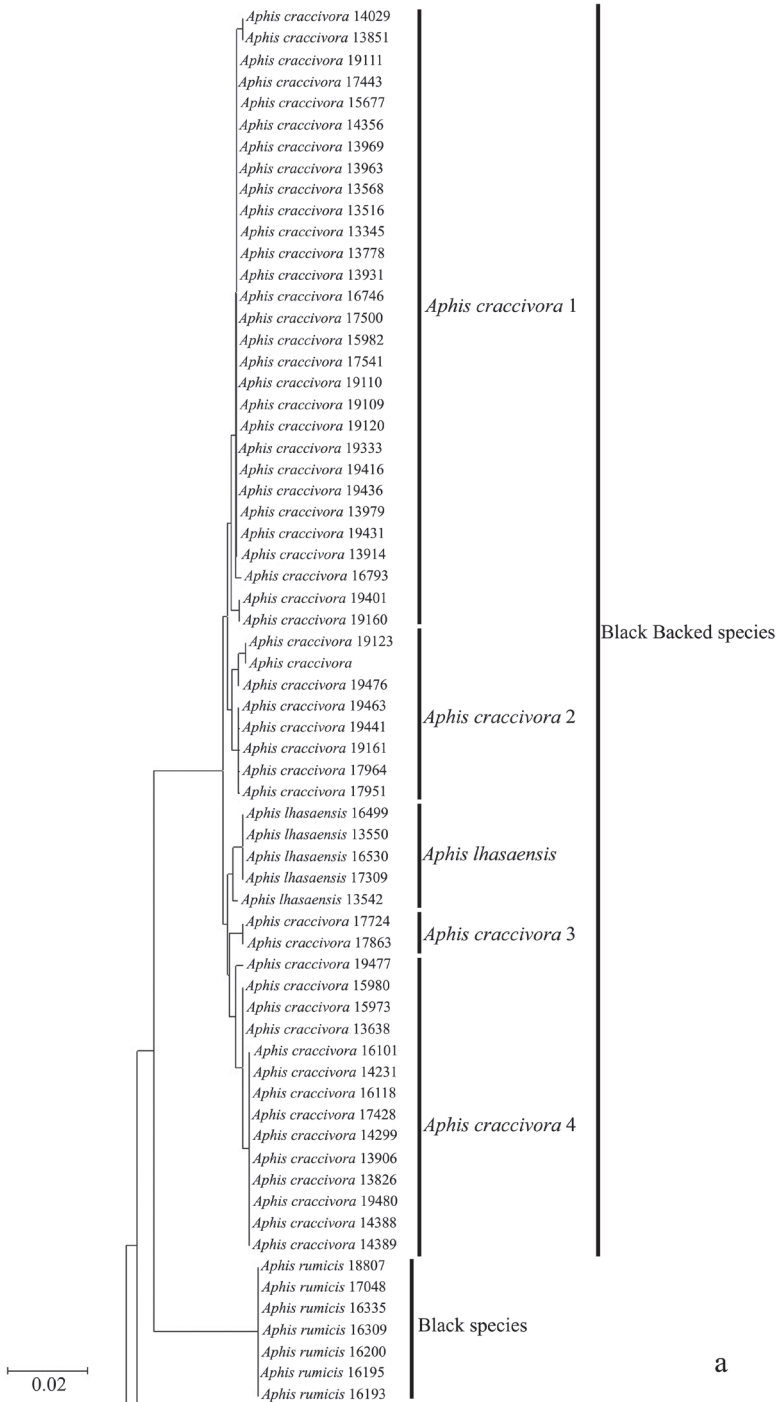 Aphis craccivora 14029
Aphis craccivora 13851
Aphis craccivora 19111
Aphis craccivora 17443
Aphis craccivora 15677
Aphis craccivora 14356
Aphis craccivora 13969
Aphis craccivora 13963
Aphis craccivora 13568
Aphis craccivora 13516
Aphis craccivora 13345
Aphis craccivora 13778
Aphis craccivora 13931
Aphis craccivora 16746
Aphis craccivora 17500
Aphis craccivora 15982
Aphis craccivora 17541
Aphis craccivora 19110
Aphis craccivora 19109
Aphis craccivora 19120
Aphis craccivora 19333
Aphis craccivora 19416
Aphis craccivora 19436
Aphis craccivora 13979
Aphis craccivora 19431
Aphis craccivora 13914
Aphis craccivora 16793
Aphis craccivora 19401
Aphis craccivora 19160
Aphis craccivora 1
Aphis craccivora 19123
Aphis craccivora
Aphis craccivora 19476
Aphis craccivora 19463
Aphis craccivora 19441
Aphis craccivora 19161
Aphis craccivora 17964
Aphis craccivora 17951
Aphis craccivora 2
Aphis lhasaensis 16499
Aphis lhasaensis 13550
Aphis lhasaensis 16530
Aphis lhasaensis 17309
Aphis lhasaensis 13542
Aphis lhasaensis
Aphis craccivora 17724
Aphis craccivora 17863
Aphis craccivora 3
Aphis craccivora 19477
Aphis craccivora 15980
Aphis craccivora 15973
Aphis craccivora 13638
Aphis craccivora 16101
Aphis craccivora 14231
Aphis craccivora 16118
Aphis craccivora 17428
Aphis craccivora 14299
Aphis craccivora 13906
Aphis craccivora 13826
Aphis craccivora 19480
Aphis craccivora 14388
Aphis craccivora 14389
Aphis craccivora 4
Black Backed species
Aphis rumicis 18807
Aphis rumicis 17048
Aphis rumicis 16335
Aphis rumicis 16309
Aphis rumicis 16200
Aphis rumicis 16195
Aphis rumicis 16193
Black species
0.02
a